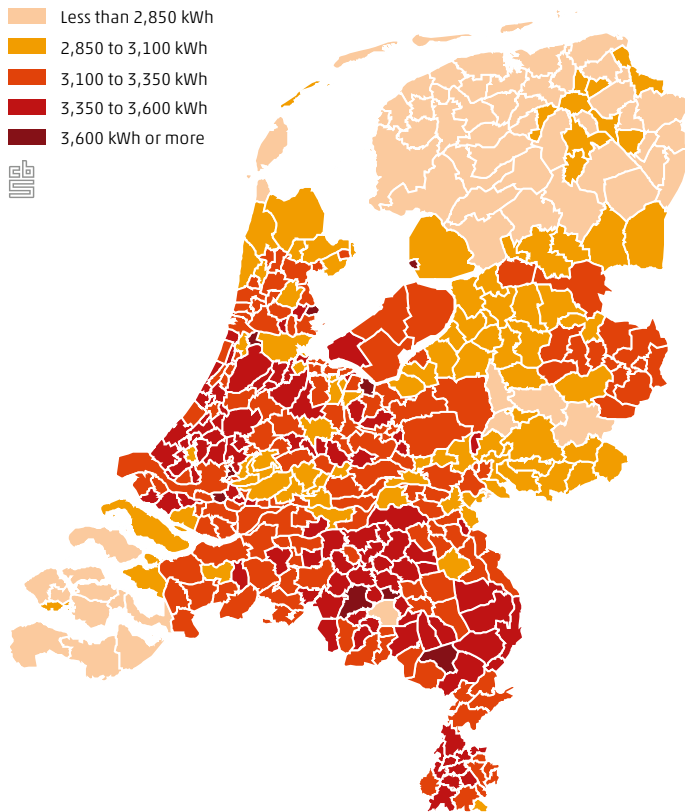 Less than 2,850 kWh
2,850 to 3,100 kWh
3,100 to 3,350 kWh
3,350 to 3,600 kWh
3,600 kWh or more
cbs